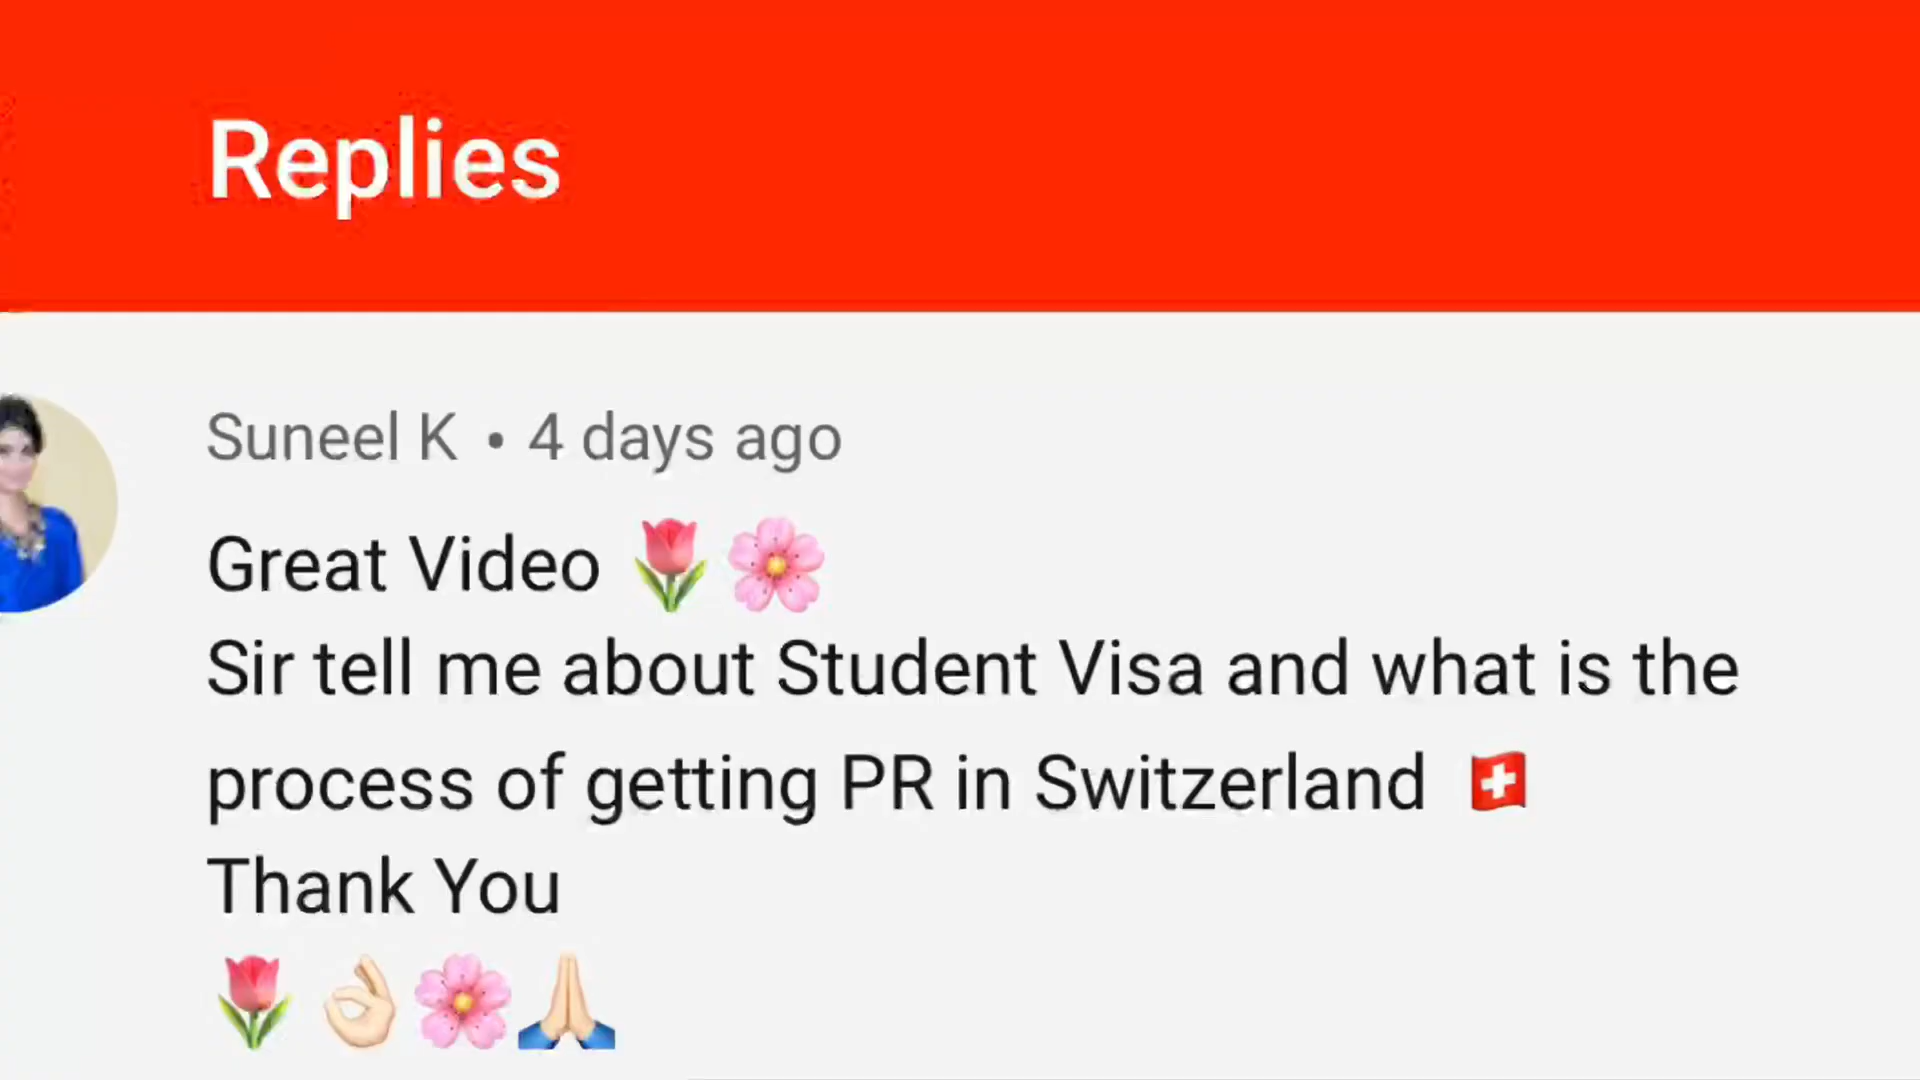 Replies
Suneel K • 4 days ago
Great Video 🌷🌸
Sir tell me about Student Visa and what is the
process of getting PR in Switzerland 🇨🇭
Thank You
🌷👌🏻🌸🙏🏻